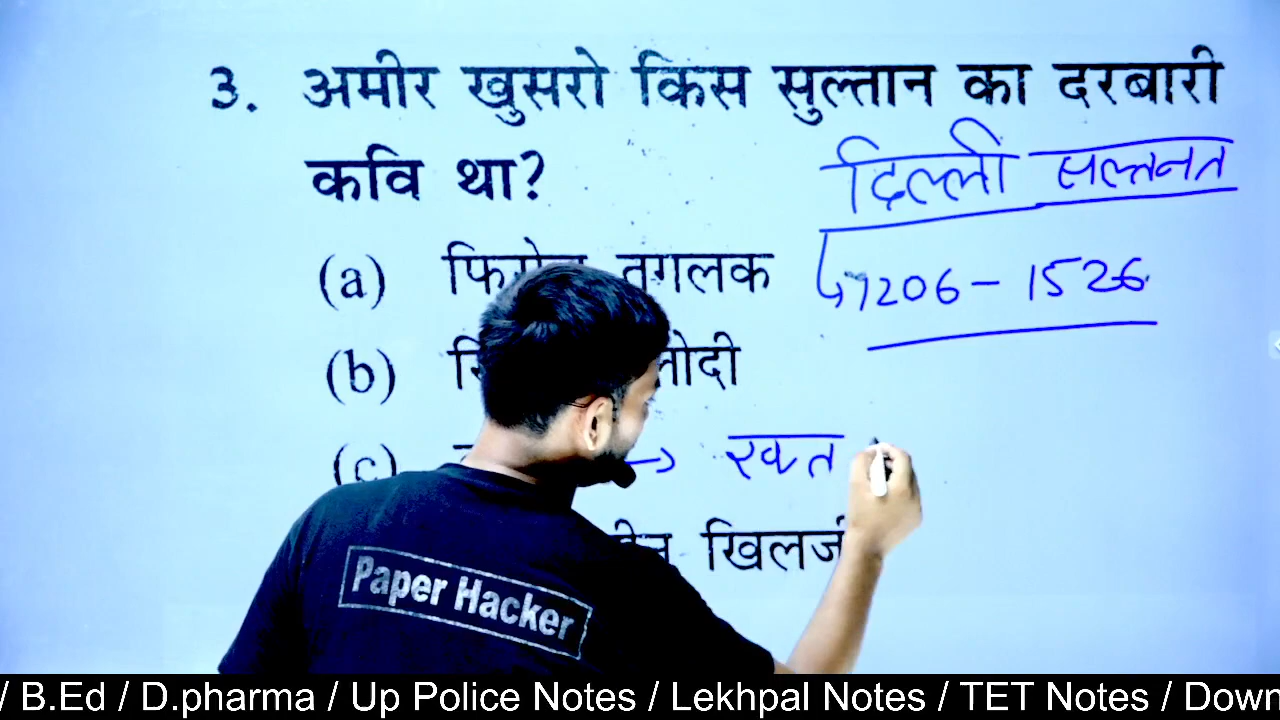 3. अमीर खुसरो किस सुल्तान का दरबारी
कवि था?
दिल्ली सल्तनत
1206 - 1526
(a) तुगलक
(b)
(c) → रक्त
खिलजी
Paper Hacker
/ B.Ed / D.pharma / Up Police Notes / Lekhpal Notes / TET Notes / Down